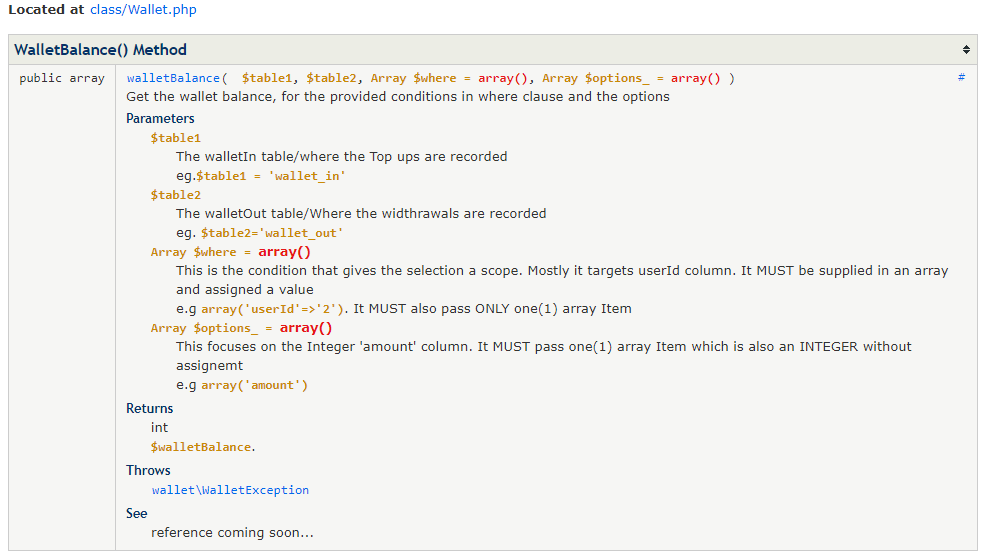 Located at class/Wallet.php
WalletBalance() Method
public array walletBalance( $table1, $table2, Array $where = array(), Array $options_ = array() ) #
Get the wallet balance, for the provided conditions in where clause and the options
Parameters
$table1
The walletIn table/where the Top ups are recorded
eg.$table1 = 'wallet_in'
$table2
The walletOut table/Where the widthrawals are recorded
eg. $table2='wallet_out'
Array $where = array()
This is the condition that gives the selection a scope. Mostly it targets userId column. It MUST be supplied in an array
and assigned a value
e.g array('userId'=>'2'). It MUST also pass ONLY one(1) array Item
Array $options_ = array()
This focuses on the Integer 'amount' column. It MUST pass one(1) array Item which is also an INTEGER without
assignemt
e.g array('amount')
Returns
int
$walletBalance.
Throws
wallet\WalletException
See
reference coming soon...